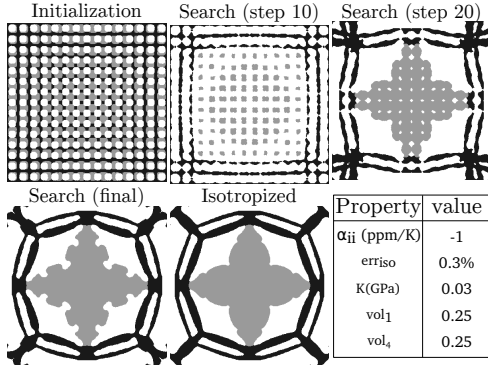 Initialization
Search (step 10)
Search (step 20)
Search (final)
Isotropized
Property value
αii (ppm/K) -1
erriso 0.3%
K(GPa) 0.03
vol1 0.25
vol4 0.25